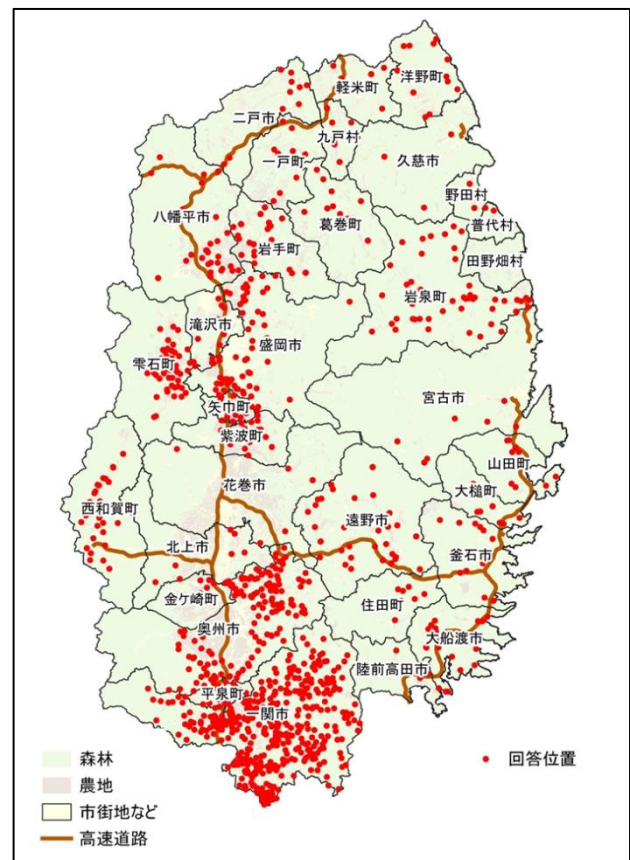 洋野町
軽米町
二戸市
九戸村
一戸町
久慈市
野田村
八幡平市
葛巻町
普代村
岩手町
田野畑村
岩泉町
滝沢市
盛岡市
雫石町
宮古市
矢巾町
紫波町
山田町
花巻市
大槌町
西和賀町
遠野市
北上市
釜石市
金ケ崎町
住田町
奥州市
大船渡市
陸前高田市
平泉町
一関市
森林
農地
市街地など
高速道路
回答位置